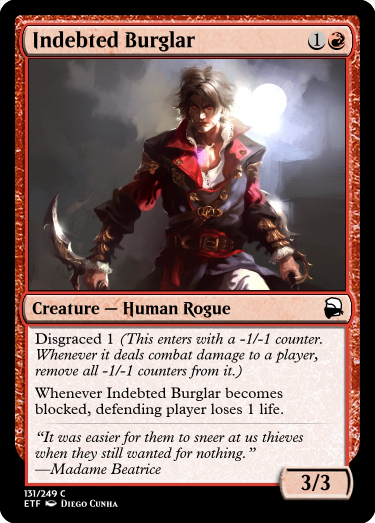 Indebted Burglar 1
Creature — Human Rogue
Disgraced 1 (This enters with a -1/-1 counter.
Whenever it deals combat damage to a player,
remove all -1/-1 counters from it.)
Whenever Indebted Burglar becomes
blocked, defending player loses 1 life.
“It was easier for them to sneer at us thieves
when they still wanted for nothing.”
—Madame Beatrice
3/3
131/249 C
ETF Diego Cunha